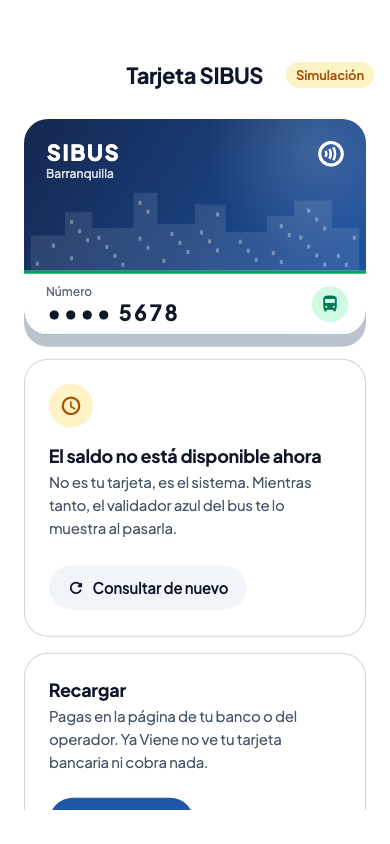 Tarjeta SIBUS
Simulación
SIBUS
Barranquilla
Número
●●●● 5678
El saldo no está disponible ahora
No es tu tarjeta, es el sistema. Mientras
tanto, el validador azul del bus te lo
muestra al pasarla.
Consultar de nuevo
Recargar
Pagas en la página de tu banco o del
operador. Ya Viene no ve tu tarjeta
bancaria ni cobra nada.